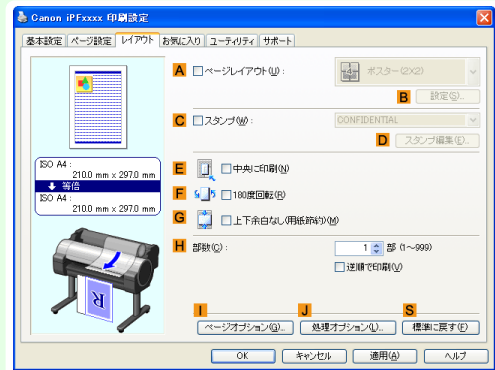 Canon iPFxxxx 印刷設定
基本設定 ページ設定 レイアウト お気に入り ユーティリティ サポート
A ページレイアウト(U) : ポスター(2X2)
B 設定(S)...
C スタンプ(W) : CONFIDENTIAL
D スタンプ編集(E)...
ISO A4 :
210.0 mm x 297.0 mm
等倍
ISO A4 :
210.0 mm x 297.0 mm
E 中央に印刷(N)
F 180度回転(R)
G 上下余白なし(用紙節約)(M)
H 部数(C) : 1 部 (1～999)
逆順で印刷(V)
R
I J S
ページオプション(G)... 処理オプション(L)... 標準に戻す(F)
OK キャンセル 適用(A) ヘルプ